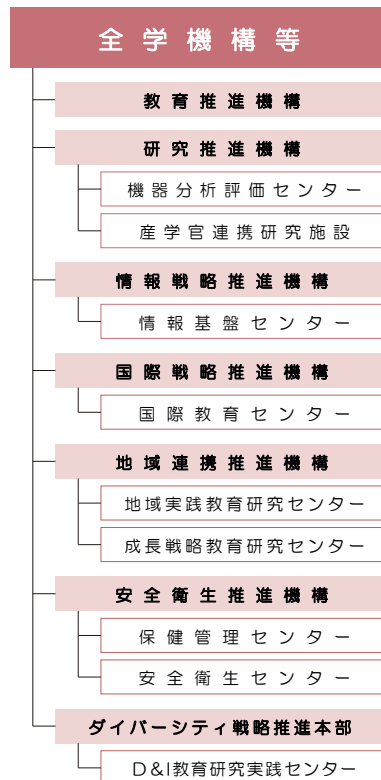 全学機構等
教育推進機構
研究推進機構
機器分析評価センター
産学官連携研究施設
情報戦略推進機構
情報基盤センター
国際戦略推進機構
国際教育センター
地域連携推進機構
地域実践教育研究センター
成長戦略教育研究センター
安全衛生推進機構
保健管理センター
安全衛生センター
ダイバーシティ戦略推進本部
D&I教育研究実践センター